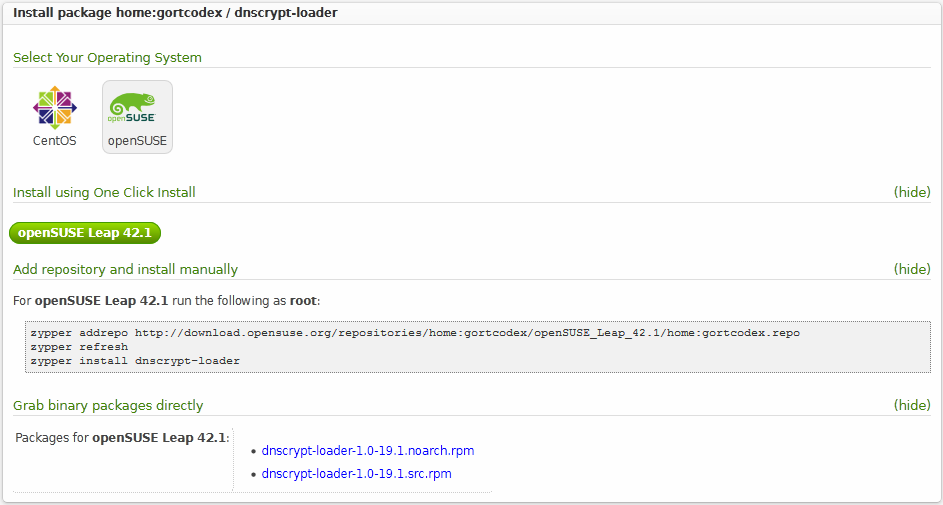 Install package home:gortcodex / dnscrypt-loader
Select Your Operating System
openSUSE
CentOS
openSUSE
Install using One Click Install (hide)
openSUSE Leap 42.1
Add repository and install manually (hide)
For openSUSE Leap 42.1 run the following as root:
zypper addrepo http://download.opensuse.org/repositories/home:gortcodex/openSUSE_Leap_42.1/home:gortcodex.repo
zypper refresh
zypper install dnscrypt-loader
Grab binary packages directly (hide)
Packages for openSUSE Leap 42.1:
• dnscrypt-loader-1.0-19.1.noarch.rpm
• dnscrypt-loader-1.0-19.1.src.rpm